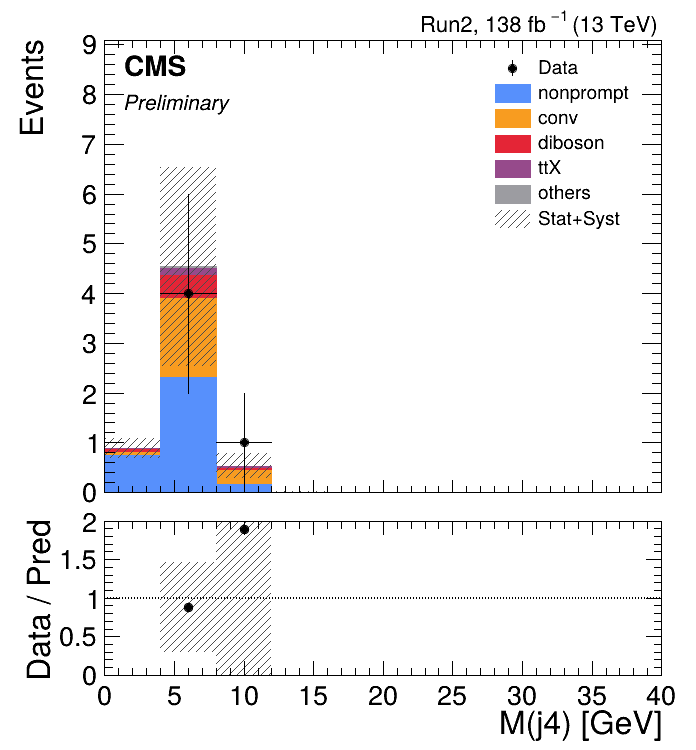 Run2, 138 fb⁻¹ (13 TeV)
CMS
Preliminary
Events
9
8
7
6
5
4
3
2
1
0
Data
nonprompt
conv
diboson
ttX
others
Stat+Syst
Data / Pred
2
1.5
1
0.5
0
0 5 10 15 20 25 30 35 40
M(j4) [GeV]